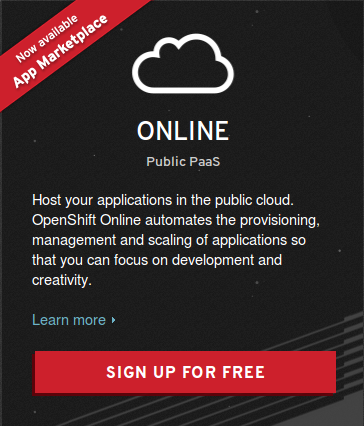 Now available
App Marketplace
ONLINE
Public PaaS
Host your applications in the public cloud.
OpenShift Online automates the provisioning,
management and scaling of applications so
that you can focus on development and
creativity.
Learn more
SIGN UP FOR FREE